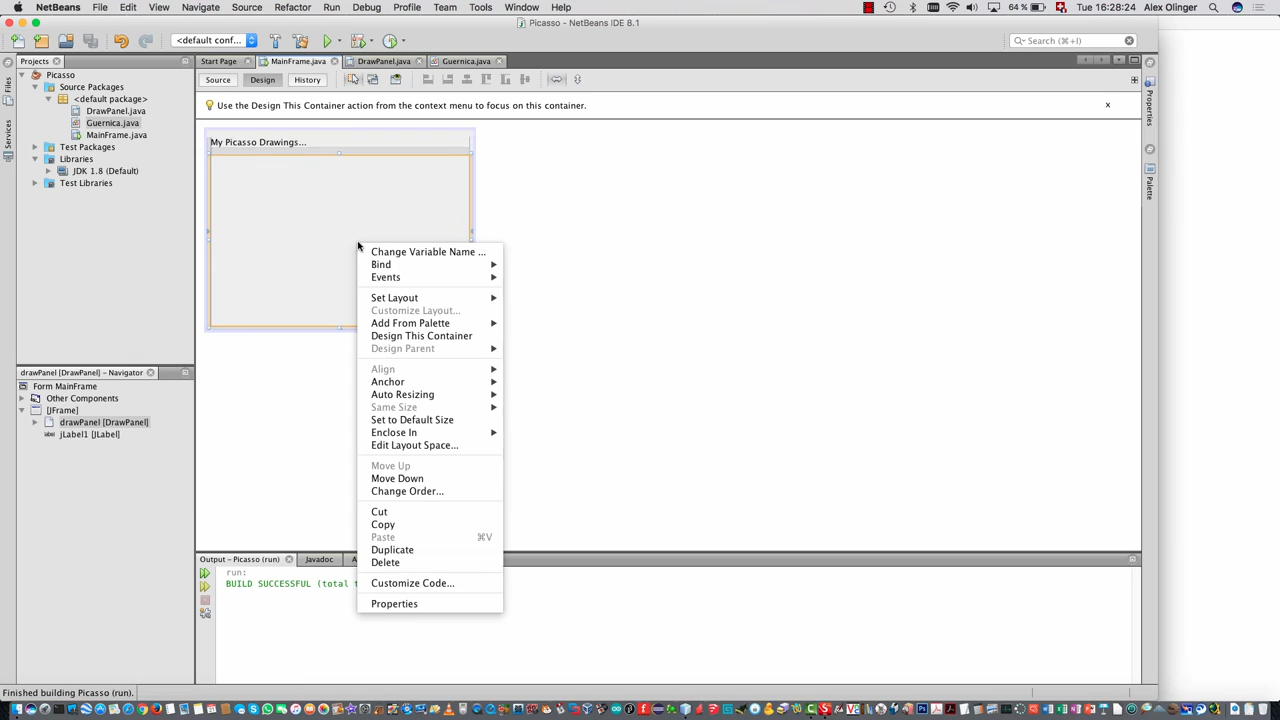 NetBeans File Edit View Navigate Source Refactor Run Debug Profile Team Tools Window Help 64 % Tue 16:28:24 Alex Olinger
Picasso – NetBeans IDE 8.1
<default conf... Search (⌘+I)
Projects
Start Page MainFrame.java DrawPanel.java Guernica.java
Files
Services
Picasso
Source Packages
<default package>
DrawPanel.java
Guernica.java
MainFrame.java
Test Packages
Libraries
JDK 1.8 (Default)
Test Libraries
Source Design History
Use the Design This Container action from the context menu to focus on this container. x
My Picasso Drawings...
Properties
Palette
Change Variable Name ...
Bind
Events
Set Layout
Customize Layout...
Add From Palette
Design This Container
Design Parent
Align
Anchor
Auto Resizing
Same Size
Set to Default Size
Enclose In
Edit Layout Space...
Move Up
Move Down
Change Order...
Cut
Copy
Paste ⌘V
Duplicate
Delete
Customize Code...
Properties
drawPanel [DrawPanel] – Navigator
Form MainFrame
Other Components
[JFrame]
drawPanel [DrawPanel]
label jLabel1 [JLabel]
Output – Picasso (run) Javadoc A
run:
BUILD SUCCESSFUL (total t
Finished building Picasso (run).